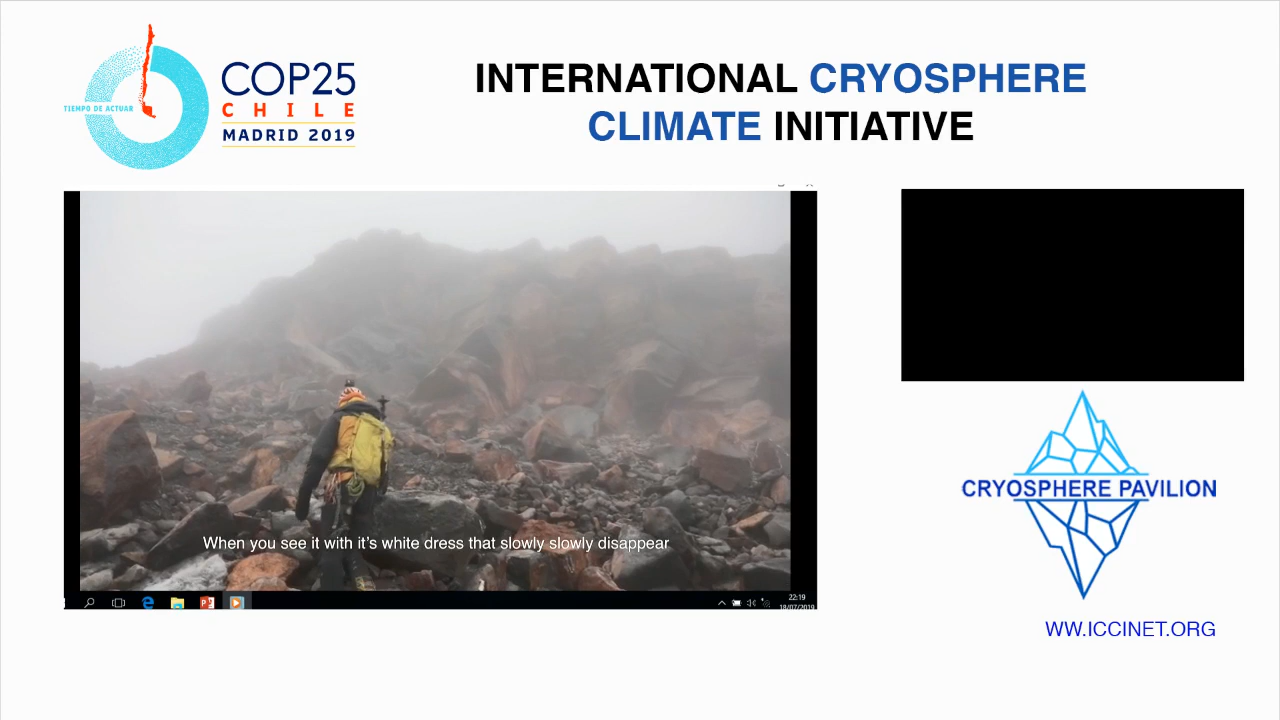 TIEMPO DE ACTUAR
COP25
CHILE
MADRID 2019
INTERNATIONAL CRYOSPHERE
CLIMATE INITIATIVE
When you see it with it's white dress that slowly slowly disappear
22:19
18/07/2019
CRYOSPHERE PAVILION
WW.ICCINET.ORG